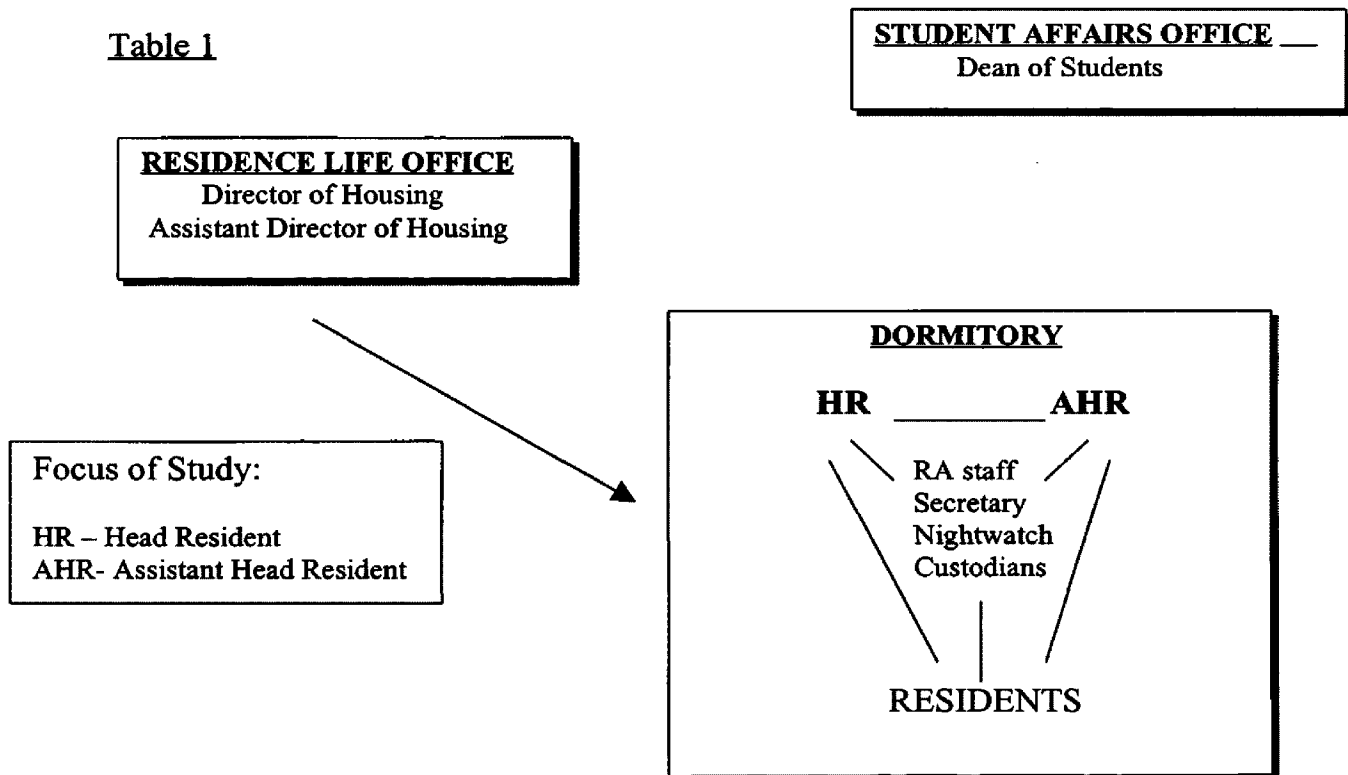 Table 1
STUDENT AFFAIRS OFFICE
Dean of Students
RESIDENCE LIFE OFFICE
Director of Housing
Assistant Director of Housing
DORMITORY
HR AHR
RA staff
Secretary
Nightwatch
Custodians
RESIDENTS
Focus of Study:
HR – Head Resident
AHR- Assistant Head Resident